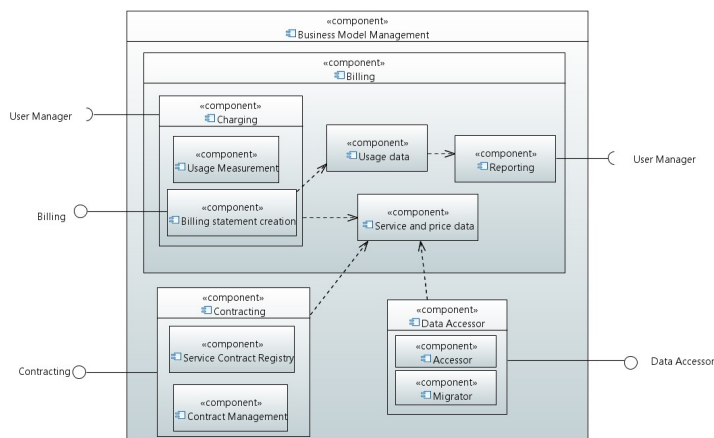 «component»
Business Model Management
«component»
Billing
«component»
Charging
User Manager
«component»
Usage Measurement
«component»
Usage data
«component»
Reporting
User Manager
«component»
Billing statement creation
Billing
«component»
Service and price data
«component»
Contracting
«component»
Data Accessor
«component»
Service Contract Registry
«component»
Accessor
Data Accessor
Contracting
«component»
Migrator
«component»
Contract Management